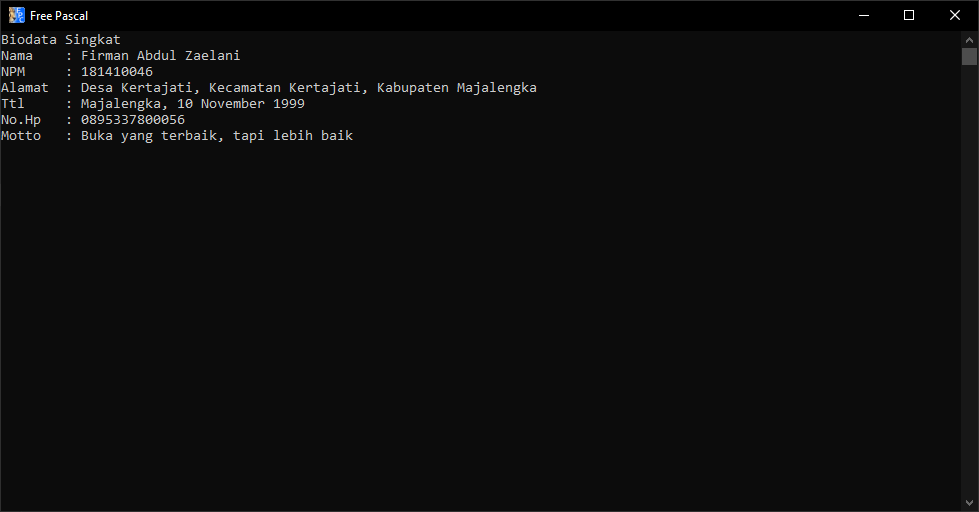 Free Pascal
Biodata Singkat
Nama    : Firman Abdul Zaelani
NPM     : 181410046
Alamat  : Desa Kertajati, Kecamatan Kertajati, Kabupaten Majalengka
Ttl     : Majalengka, 10 November 1999
No.Hp   : 0895337800056
Motto   : Buka yang terbaik, tapi lebih baik